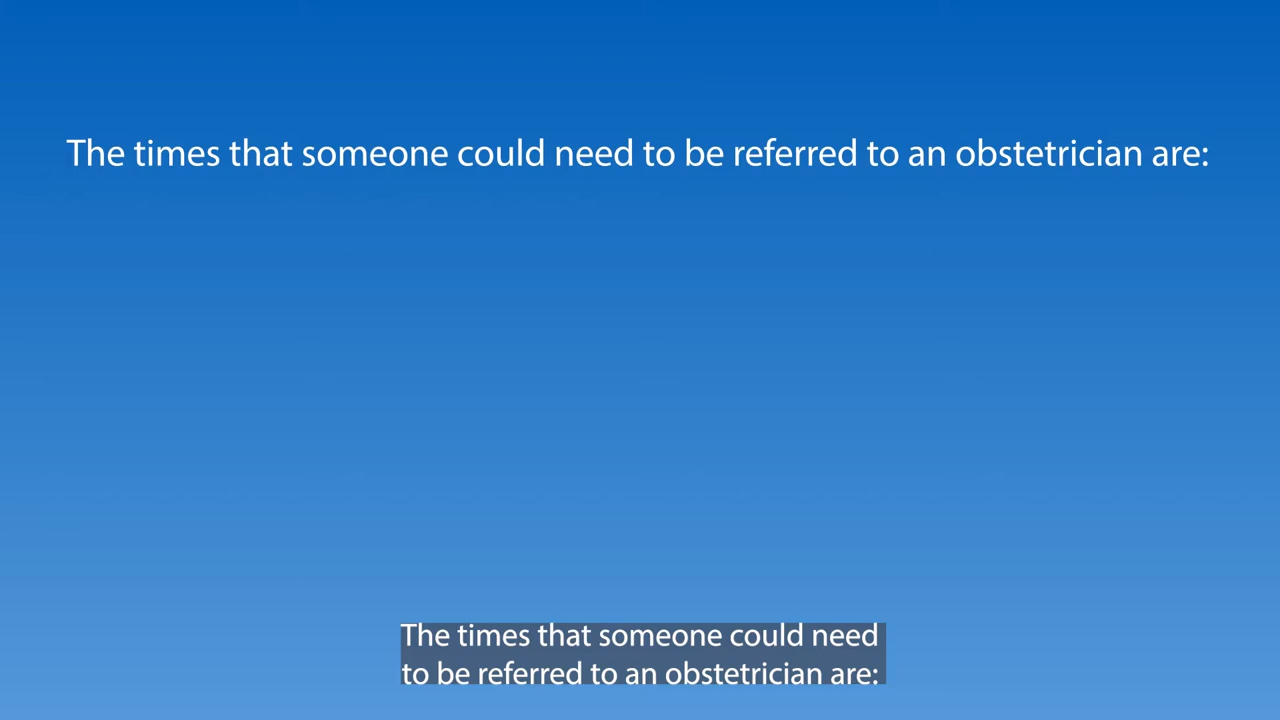 The times that someone could need to be referred to an obstetrician are:
The times that someone could need
to be referred to an obstetrician are: